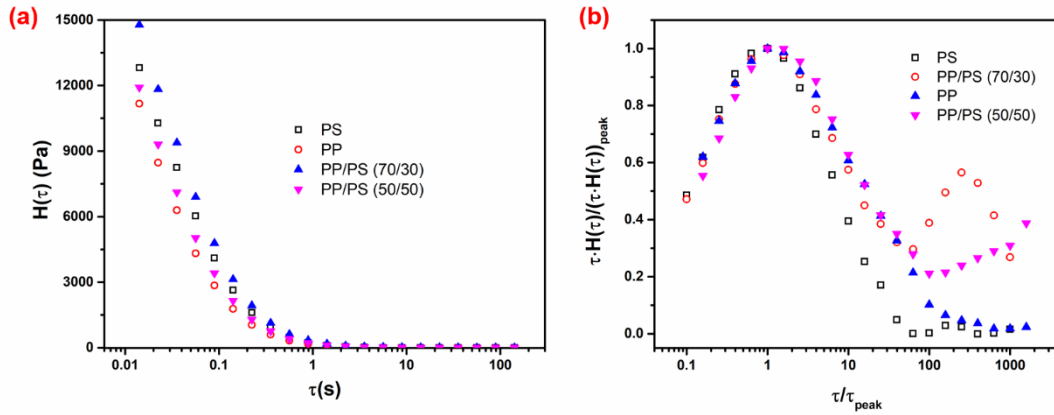 (a)
15000
12000
9000
6000
3000
0
H(τ) (Pa)
PS
PP
PP/PS (70/30)
PP/PS (50/50)
0.01
0.1
1
10
100
τ(s)
(b)
1.0
0.8
0.6
0.4
0.2
0.0
τ·H(τ)/(τ·H(τ))peak
PS
PP/PS (70/30)
PP
PP/PS (50/50)
0.1
1
10
100
1000
τ/τpeak